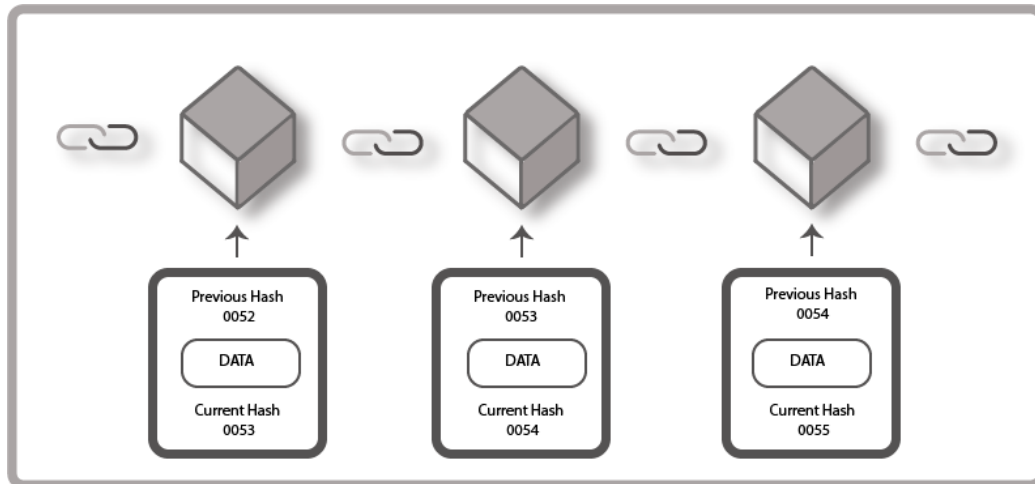 Previous Hash
0052
DATA
Current Hash
0053
Previous Hash
0053
DATA
Current Hash
0054
Previous Hash
0054
DATA
Current Hash
0055